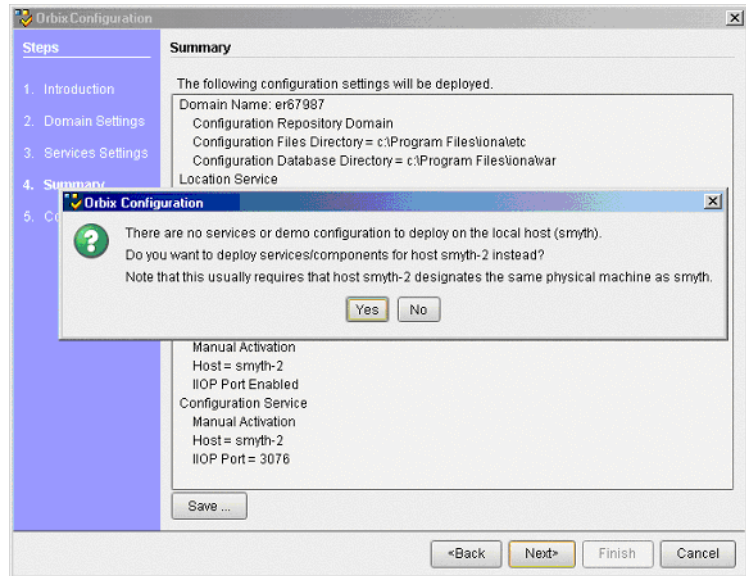 Orbix Configuration
Steps
1. Introduction
2. Domain Settings
3. Services Settings
4. Summary
5. Co
Summary
The following configuration settings will be deployed.
Domain Name: er67987
Configuration Repository Domain
Configuration Files Directory = c:\Program Files\iona\etc
Configuration Database Directory = c:\Program Files\iona\var
Location Service
Orbix Configuration
There are no services or demo configuration to deploy on the local host (smyth).
Do you want to deploy services/components for host smyth-2 instead?
Note that this usually requires that host smyth-2 designates the same physical machine as smyth.
Yes
No
Manual Activation
Host = smyth-2
IIOP Port Enabled
Configuration Service
Manual Activation
Host = smyth-2
IIOP Port = 3076
Save ...
<Back
Next>
Finish
Cancel